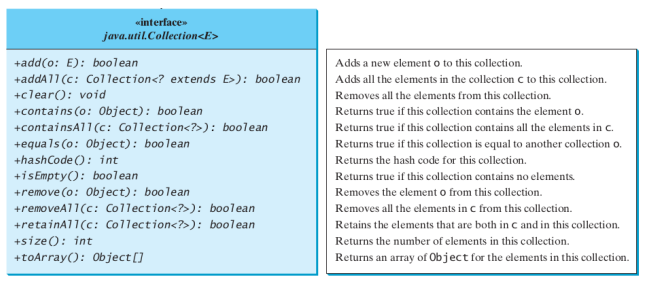 «interface»
java.util.Collection<E>
+add(o: E): boolean
Adds a new element o to this collection.
+addAll(c: Collection<? extends E>): boolean
Adds all the elements in the collection c to this collection.
+clear(): void
Removes all the elements from this collection.
+contains(o: Object): boolean
Returns true if this collection contains the element o.
+containsAll(c: Collection<?>): boolean
Returns true if this collection contains all the elements in c.
+equals(o: Object): boolean
Returns true if this collection is equal to another collection o.
+hashCode(): int
Returns the hash code for this collection.
+isEmpty(): boolean
Returns true if this collection contains no elements.
+remove(o: Object): boolean
Removes the element o from this collection.
+removeAll(c: Collection<?>): boolean
Removes all the elements in c from this collection.
+retainAll(c: Collection<?>): boolean
Retains the elements that are both in c and in this collection.
+size(): int
Returns the number of elements in this collection.
+toArray(): Object[]
Returns an array of Object for the elements in this collection.